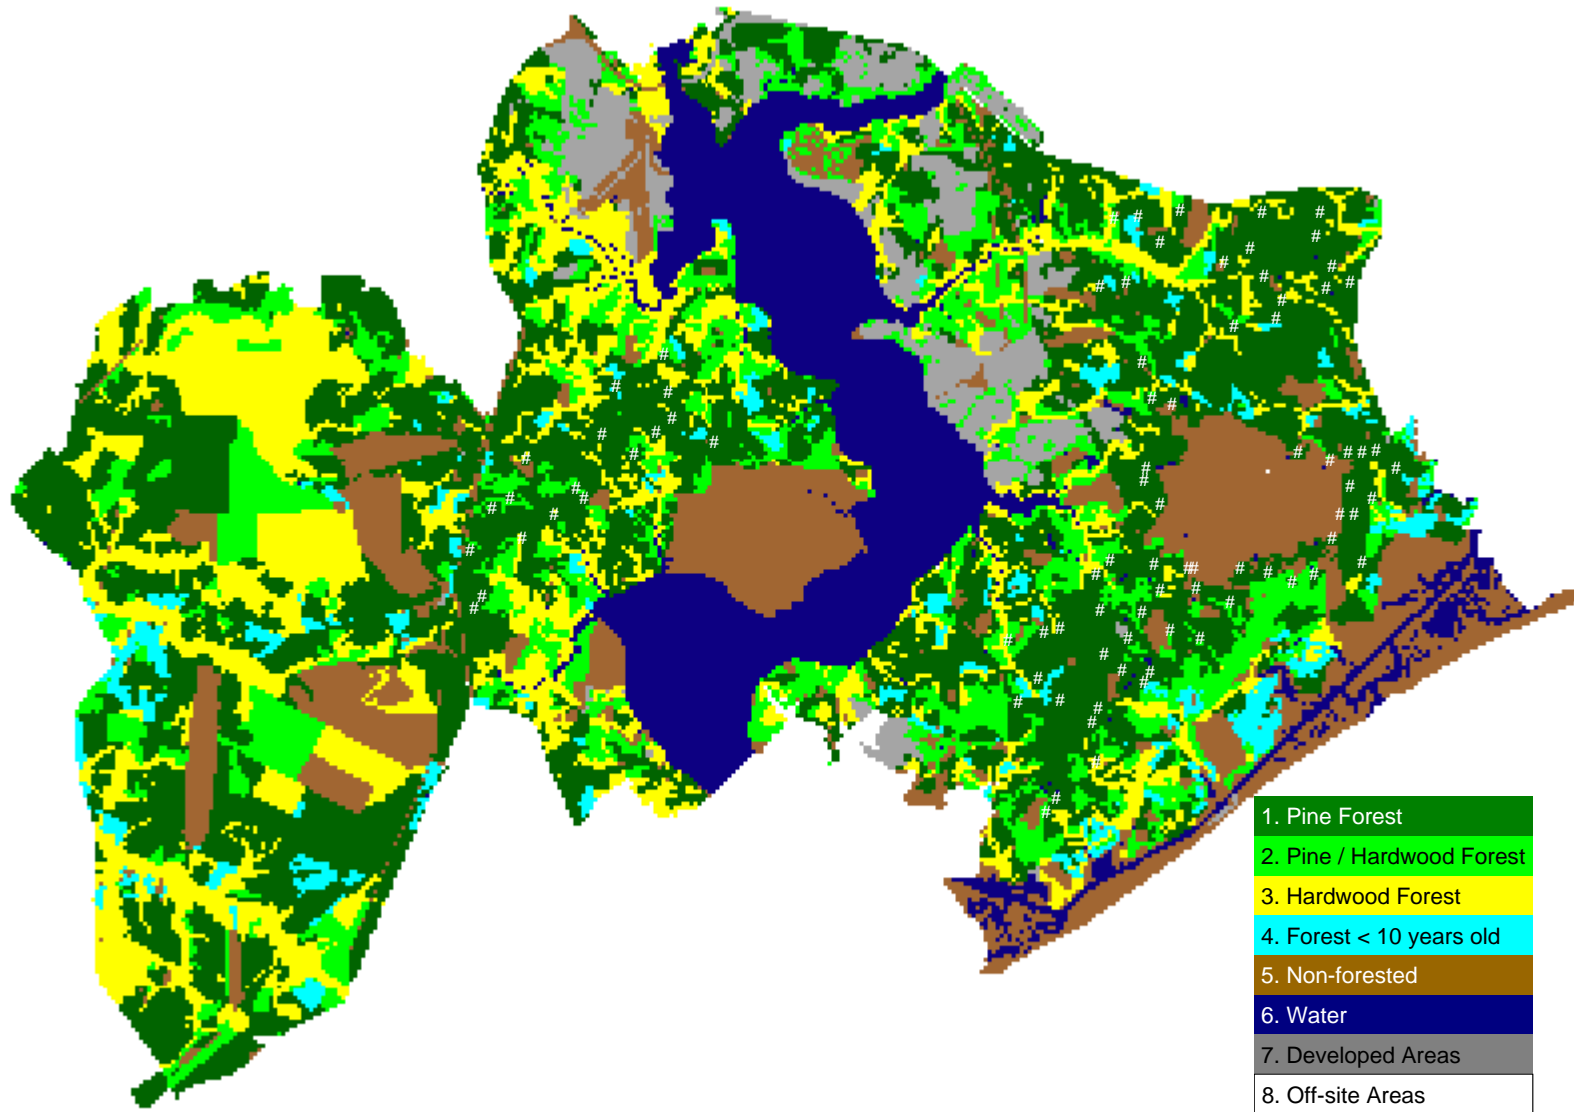 1. Pine Forest
2. Pine / Hardwood Forest
3. Hardwood Forest
4. Forest < 10 years old
5. Non-forested
6. Water
7. Developed Areas
8. Off-site Areas